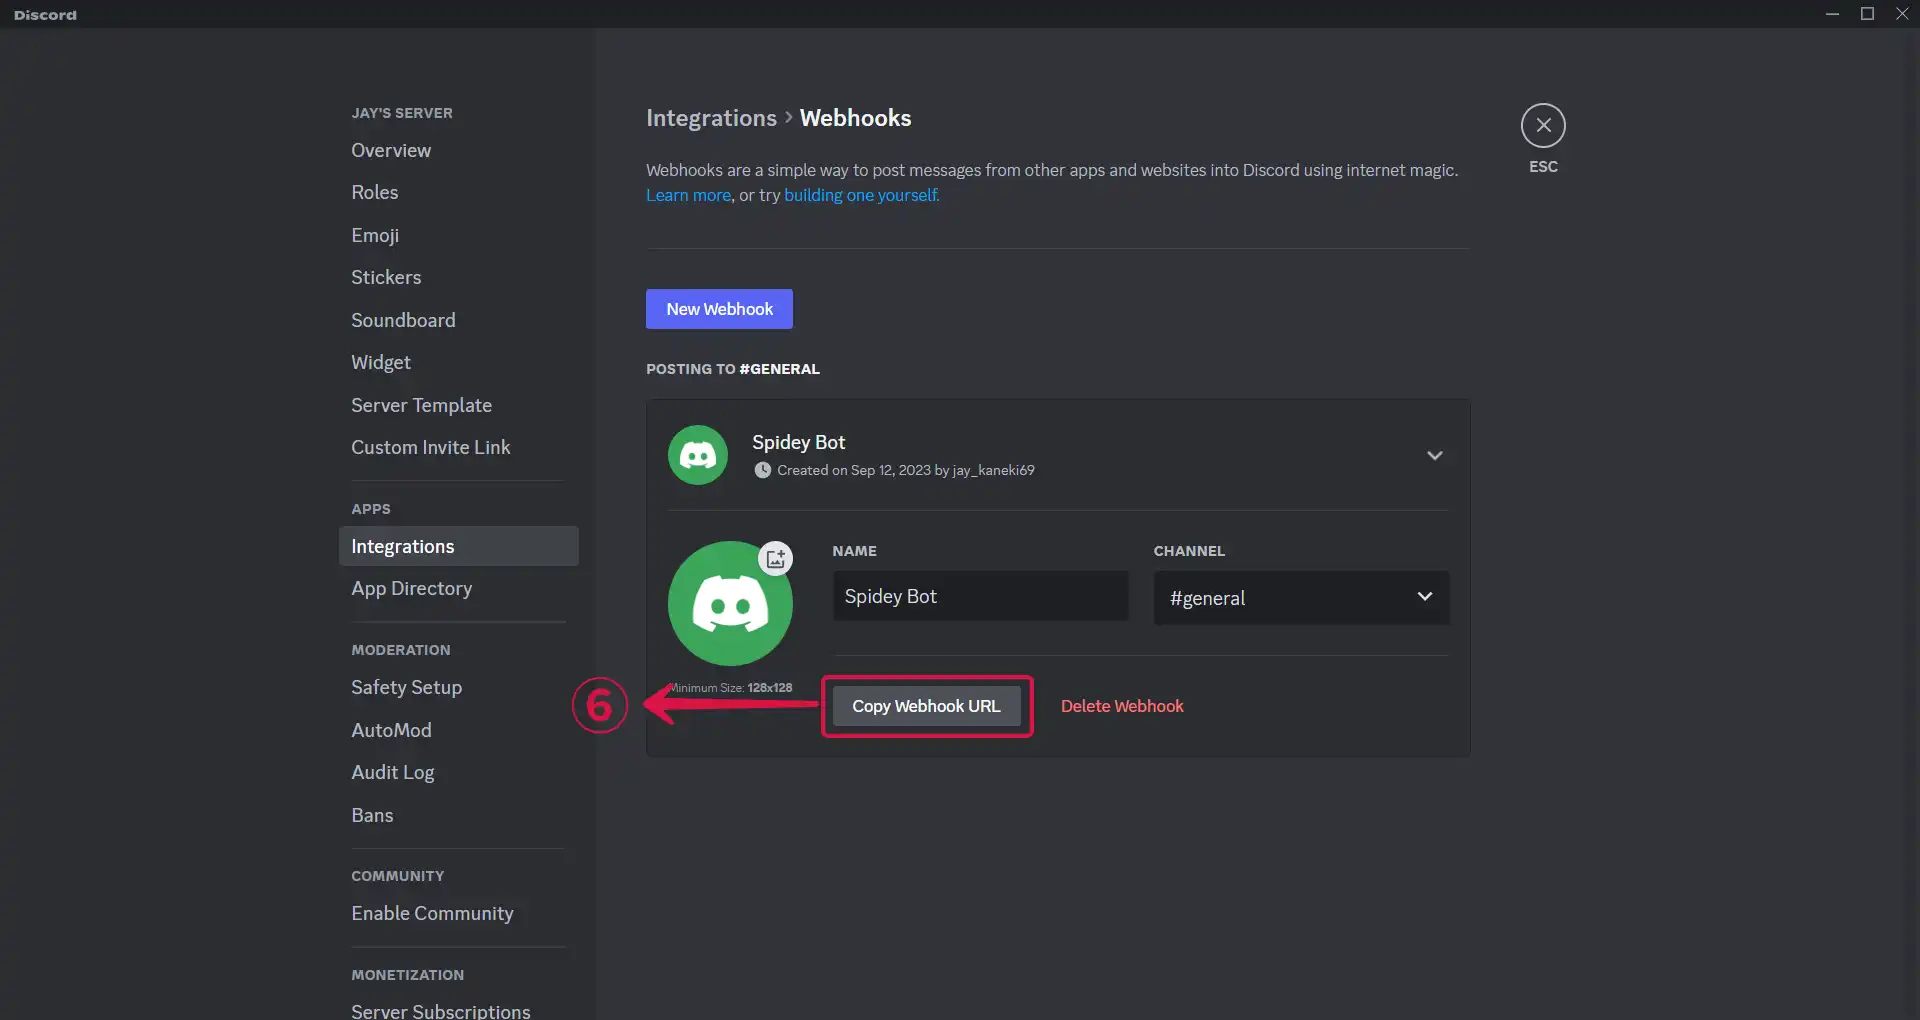 Discord
JAY'S SERVER
Overview
Roles
Emoji
Stickers
Soundboard
Widget
Server Template
Custom Invite Link
APPS
Integrations
App Directory
MODERATION
Safety Setup
AutoMod
Audit Log
Bans
COMMUNITY
Enable Community
MONETIZATION
Server Subscriptions
Integrations › Webhooks
Webhooks are a simple way to post messages from other apps and websites into Discord using internet magic.
Learn more, or try building one yourself.
ESC
New Webhook
POSTING TO #GENERAL
Spidey Bot
Created on Sep 12, 2023 by jay_kaneki69
NAME
Spidey Bot
CHANNEL
#general
Minimum Size: 128x128
6
Copy Webhook URL
Delete Webhook